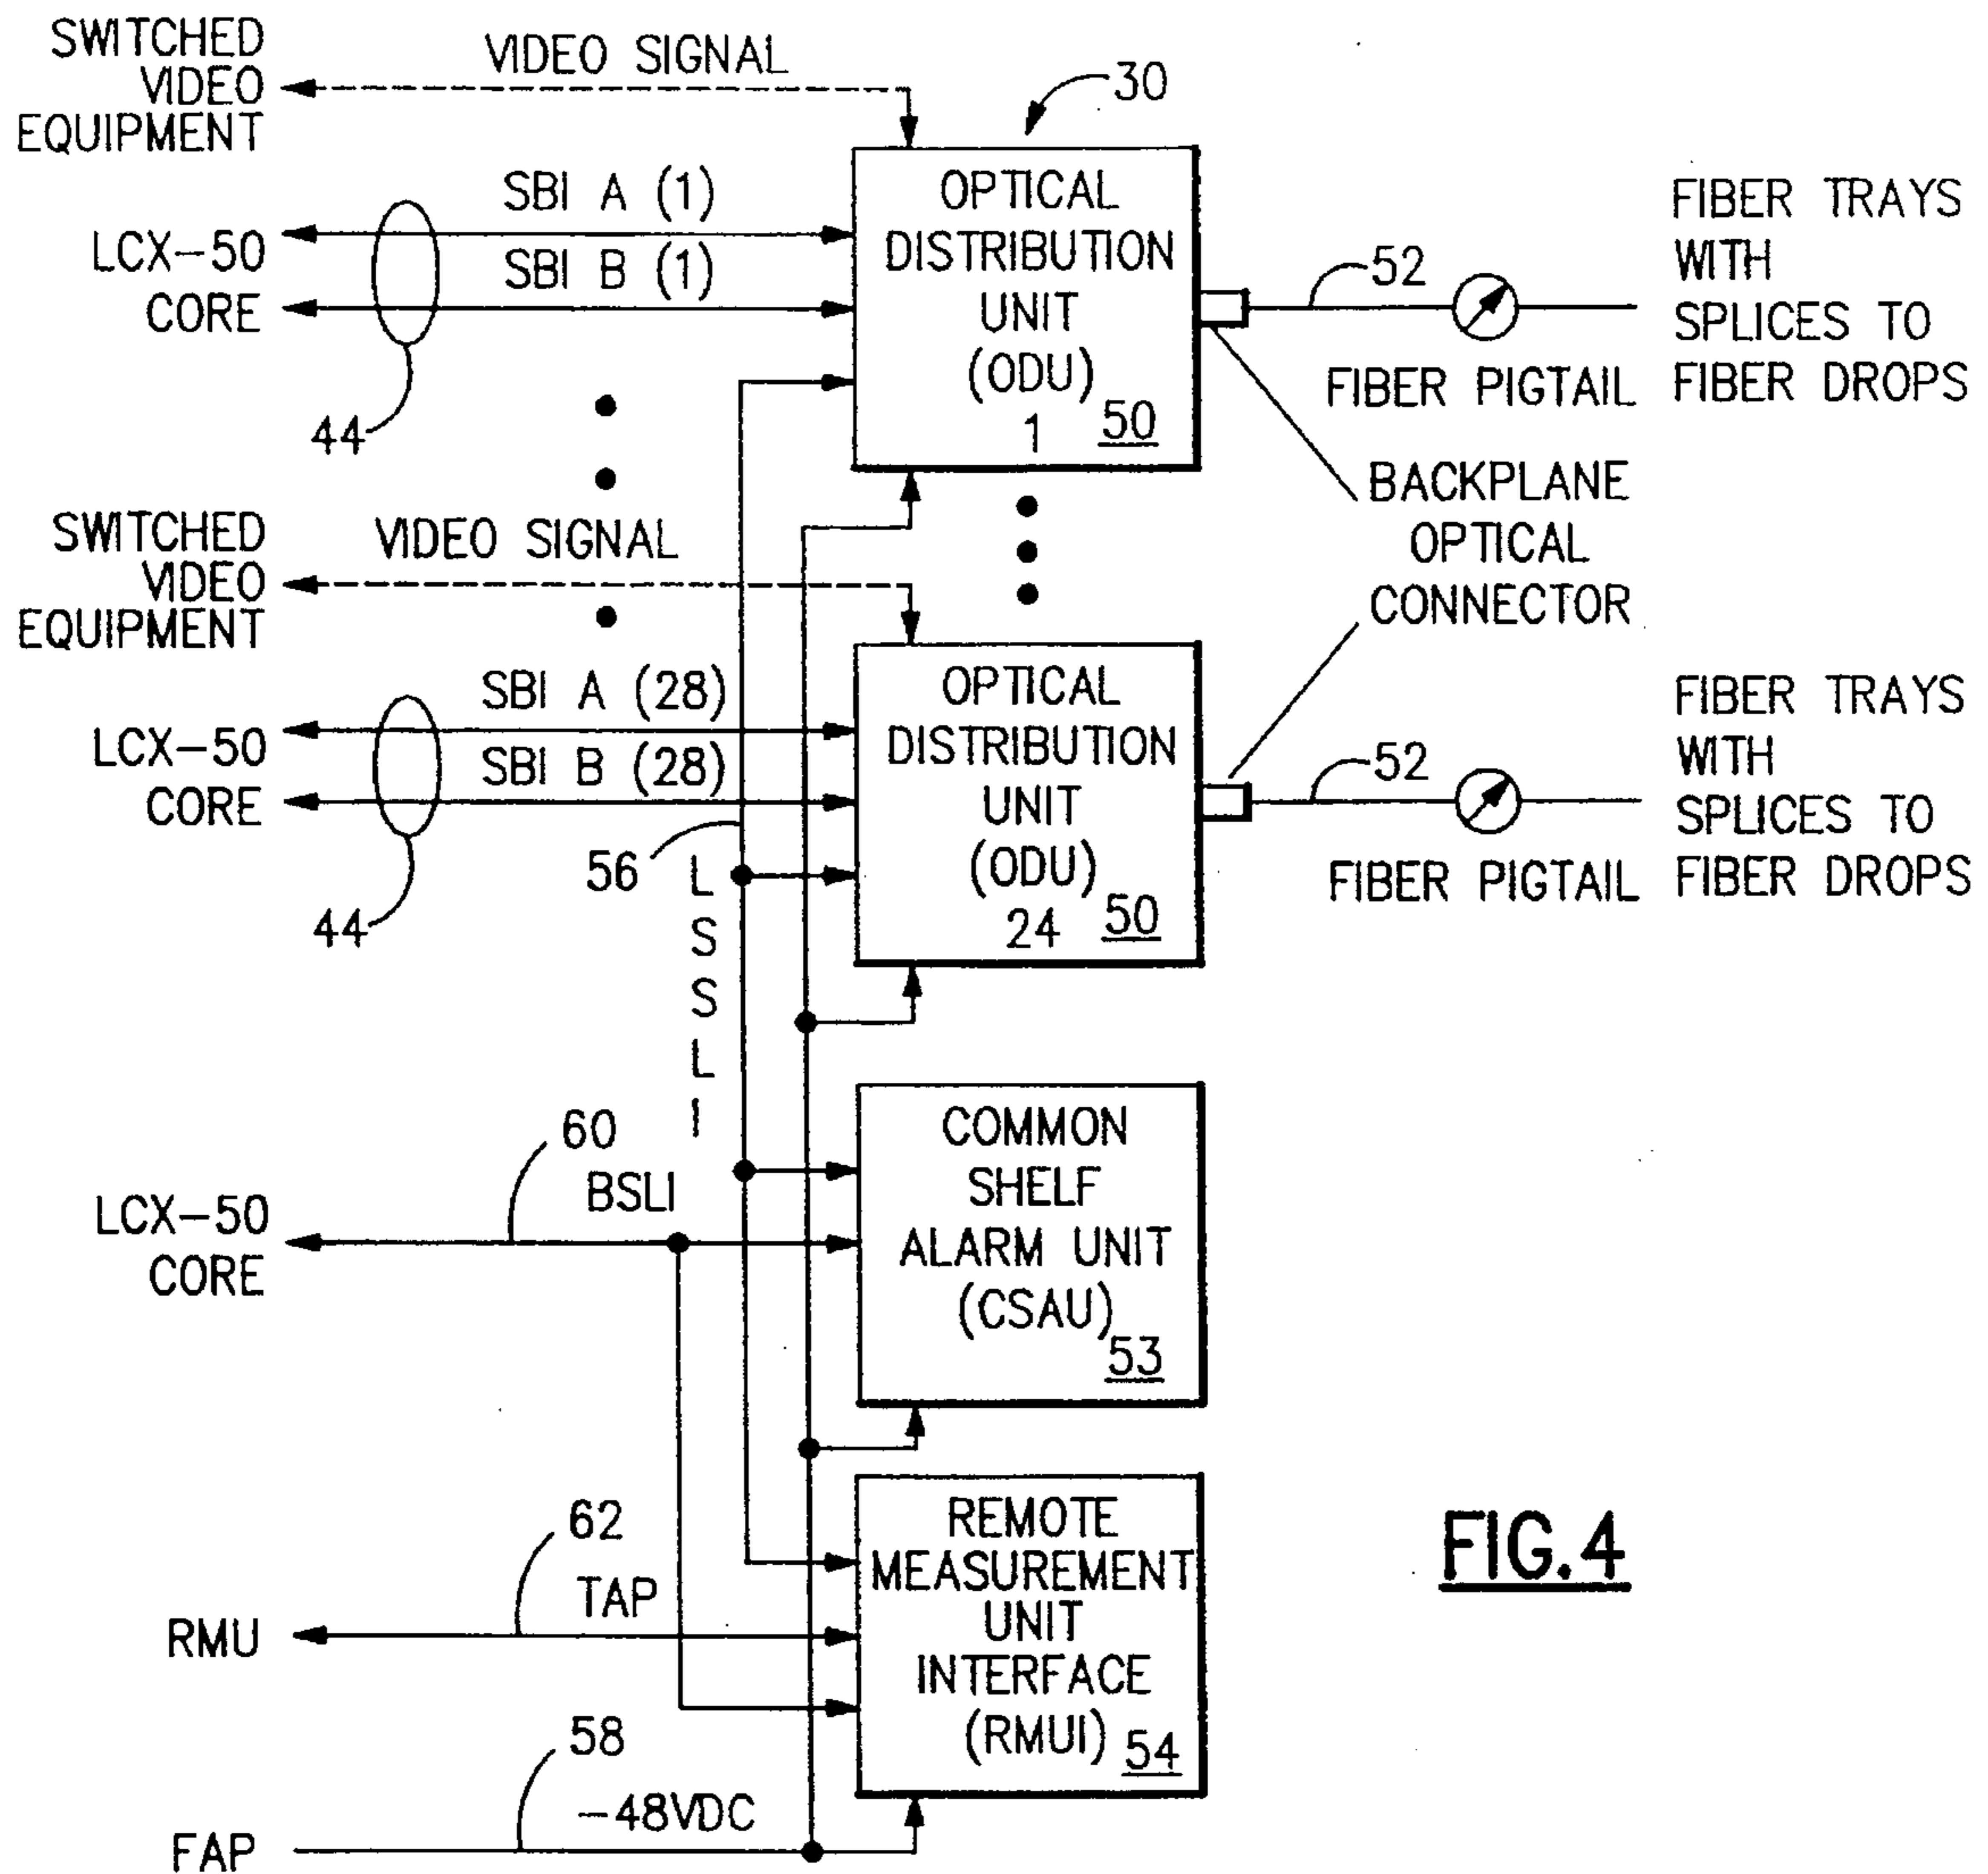 SWITCHED
VIDEO
EQUIPMENT
VIDEO SIGNAL
30
SBI A (1)
LCX-50
CORE
SBI B (1)
44
OPTICAL
DISTRIBUTION
UNIT
(ODU)
1
50
52
FIBER PIGTAIL
FIBER TRAYS
WITH
SPLICES TO
FIBER DROPS
BACKPLANE
OPTICAL
CONNECTOR
SWITCHED
VIDEO
EQUIPMENT
VIDEO SIGNAL
SBI A (28)
LCX-50
CORE
SBI B (28)
44
56
LSSLI
OPTICAL
DISTRIBUTION
UNIT
(ODU)
24
50
52
FIBER PIGTAIL
FIBER TRAYS
WITH
SPLICES TO
FIBER DROPS
60
BSLI
LCX-50
CORE
COMMON
SHELF
ALARM UNIT
(CSAU)
53
62
TAP
RMU
REMOTE
MEASUREMENT
UNIT
INTERFACE
(RMUI)
54
58
-48VDC
FAP
FIG.4